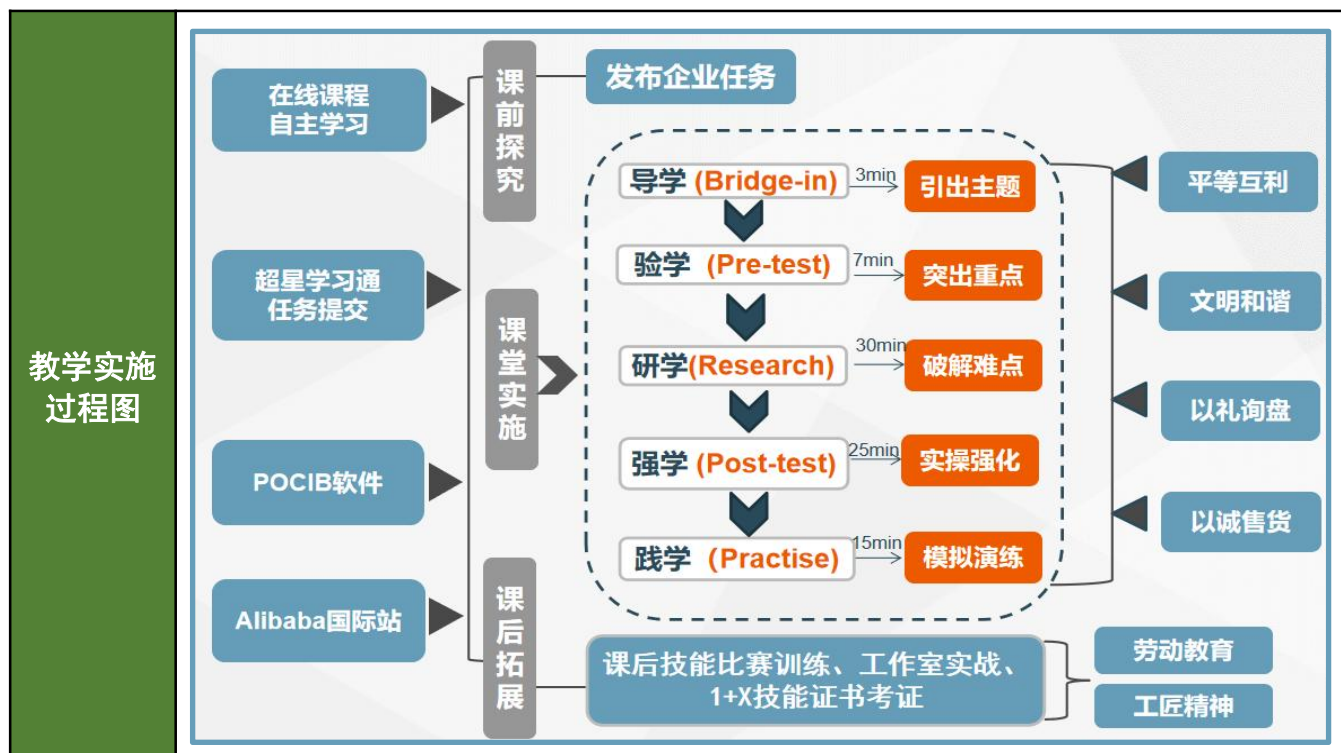 教学实施
过程图
在线课程
自主学习
超星学习通
任务提交
POCIB软件
Alibaba国际站
课前探究
课堂实施
课后拓展
发布企业任务
导学 (Bridge-in)
3min
引出主题
验学 (Pre-test)
7min
突出重点
研学(Research)
30min
破解难点
强学 (Post-test)
25min
实操强化
践学 (Practise)
15min
模拟演练
平等互利
文明和谐
以礼询盘
以诚售货
课后技能比赛训练、工作室实战、
1+X技能证书考证
劳动教育
工匠精神